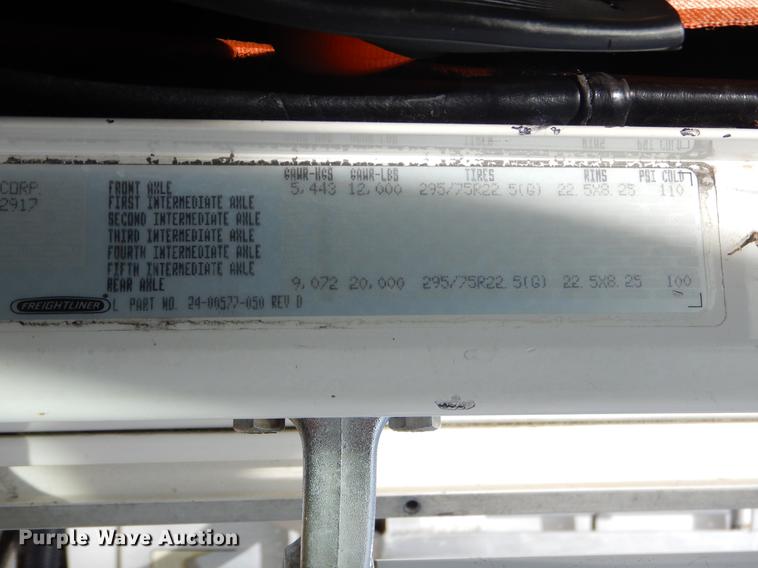 GAWR-KGS GAWR-LBS TIRES RIMS PSI COLD
CORP. FRONT AXLE 5,443 12,000 295/75R22.5(G) 22.5X8.25 110
2917 FIRST INTERMEDIATE AXLE
SECOND INTERMEDIATE AXLE
THIRD INTERMEDIATE AXLE
FOURTH INTERMEDIATE AXLE
FIFTH INTERMEDIATE AXLE
REAR AXLE 9,072 20,000 295/75R22.5(G) 22.5X8.25 100
FREIGHTLINER L PART NO. 24-00577-050 REV D
Purple Wave Auction